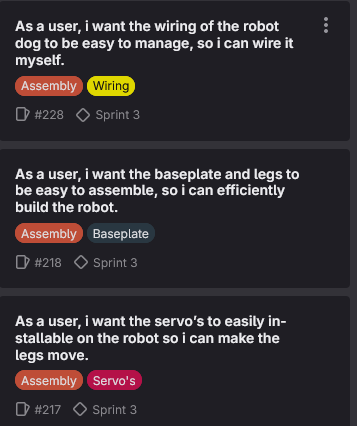 As a user, i want the wiring of the robot
dog to be easy to manage, so i can wire it
myself.
Assembly Wiring
#228 Sprint 3
As a user, i want the baseplate and legs to
be easy to assemble, so i can efficiently
build the robot.
Assembly Baseplate
#218 Sprint 3
As a user, i want the servo’s to easily in-
stallable on the robot so i can make the
legs move.
Assembly Servo's
#217 Sprint 3